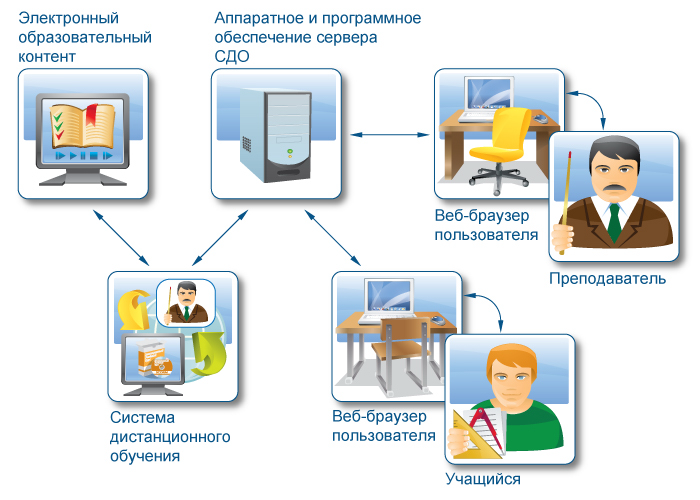 Электронный
образовательный
контент
Аппаратное и программное
обеспечение сервера
СДО
Веб-браузер
пользователя
Преподаватель
Система
дистанционного
обучения
Веб-браузер
пользователя
Учащийся